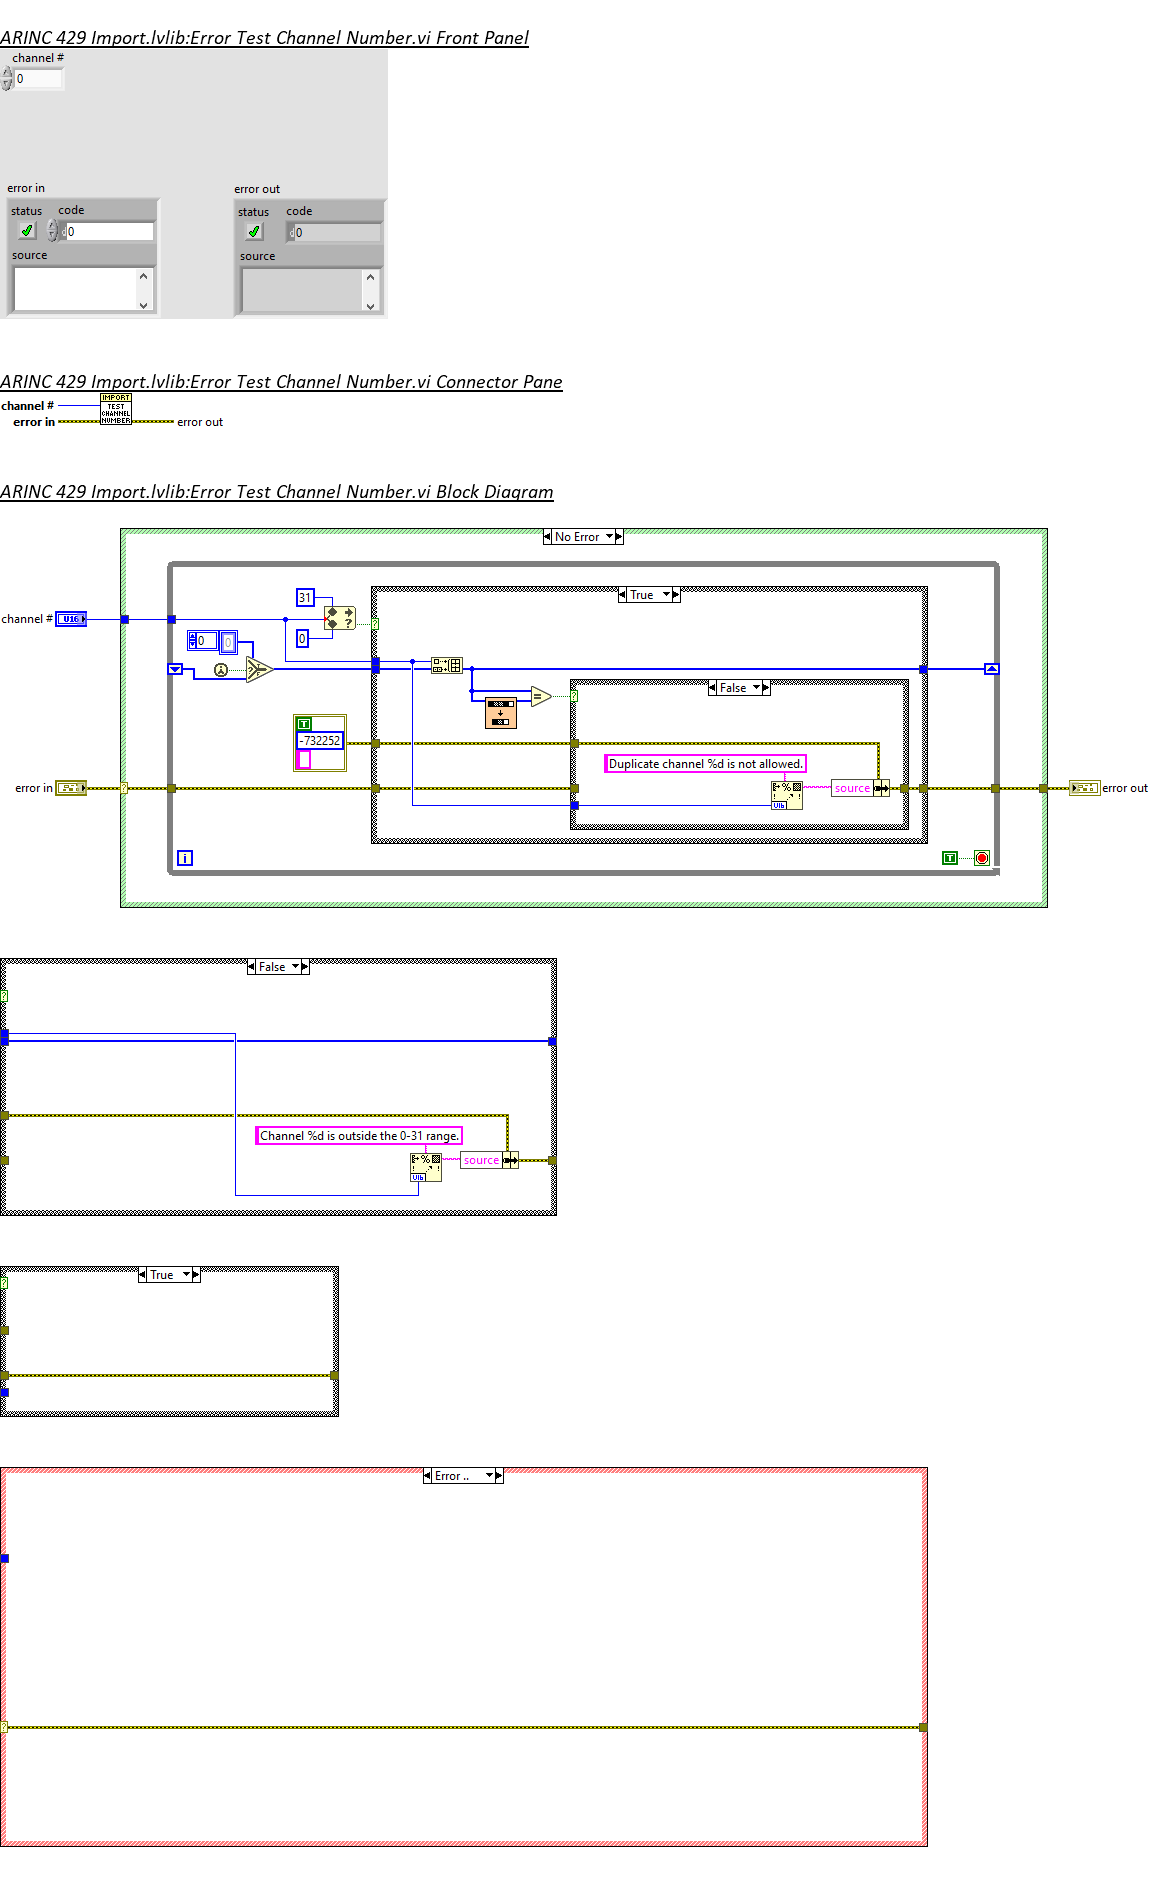 ARINC 429 Import.lvlib:Error Test Channel Number.vi Front Panel
channel #
0
error in
error out
status code
status code
0
0
source
source
ARINC 429 Import.lvlib:Error Test Channel Number.vi Connector Pane
channel #
error in
IMPORT
TEST
CHANNEL
NUMBER
error out
ARINC 429 Import.lvlib:Error Test Channel Number.vi Block Diagram
No Error
31
True
channel # U16
?
?
0
0
0
?
T
F
False
=
?
T
-732252
Duplicate channel %d is not allowed.
error in
?
%
source
U16
error out
i
T
False
?
Channel %d is outside the 0-31 range.
%
source
U16
True
?
Error ..
?